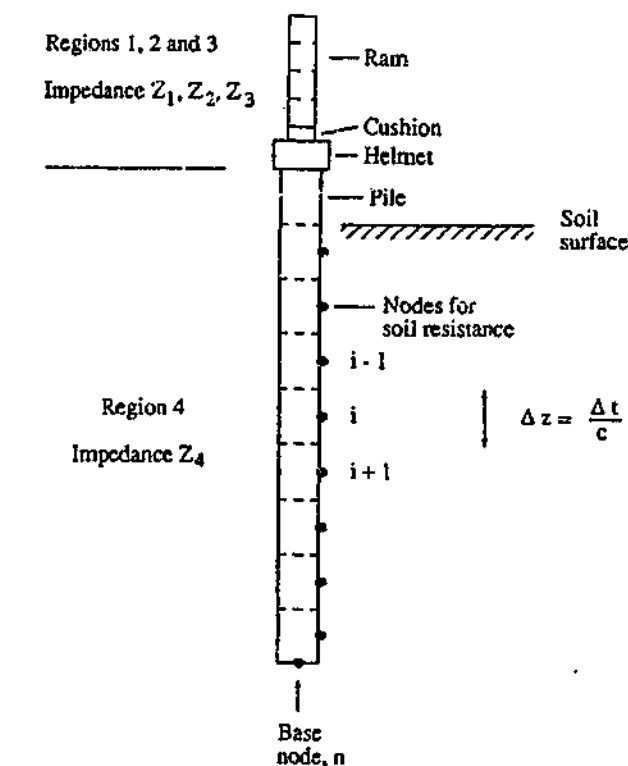 Regions 1, 2 and 3
Impedance Z1, Z2, Z3
Ram
Cushion
Helmet
Pile
Soil
surface
Nodes for
soil resistance
i - 1
Region 4
i
Δ z = Δ t / c
Impedance Z4
i + 1
Base
node, n